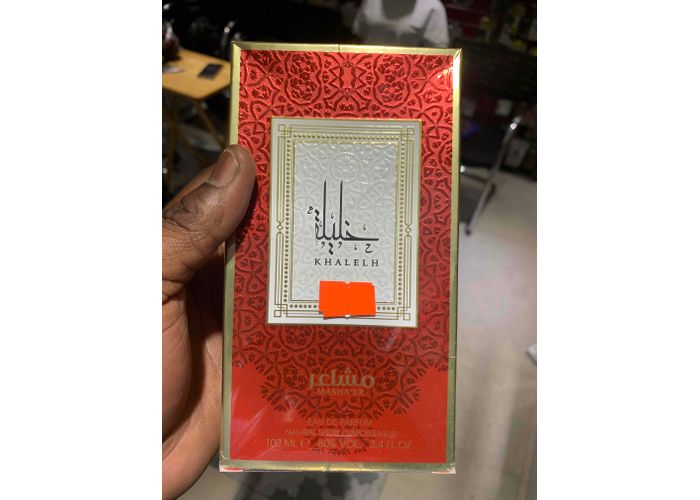 خليلة
KHALELH
مشاعر
MASHA'ER
EAU DE PARFUM
NATURAL SPRAY - VAPORISATEUR
100 ML ℮ 80% VOL. 3.4 FL.OZ